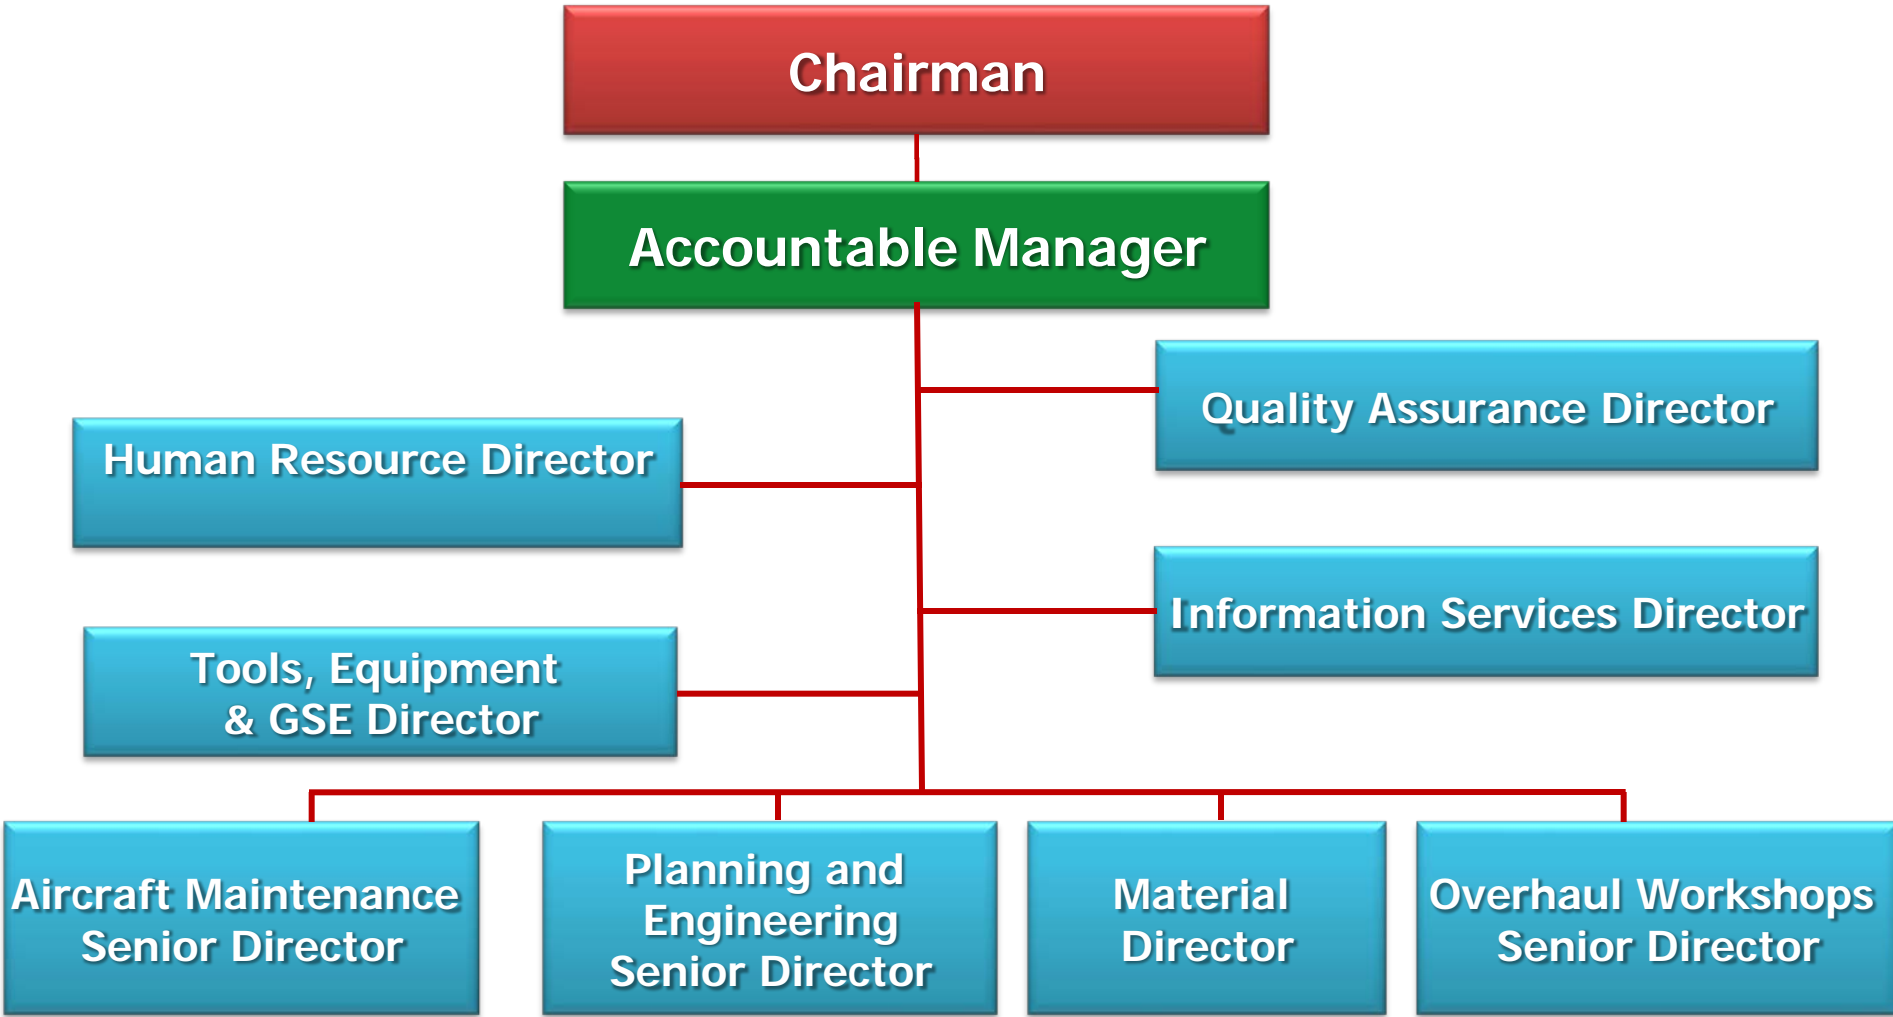 Chairman
Accountable Manager
Quality Assurance Director
Human Resource Director
Information Services Director
Tools, Equipment
& GSE Director
Aircraft Maintenance
Senior Director
Planning and
Engineering
Senior Director
Material
Director
Overhaul Workshops
Senior Director